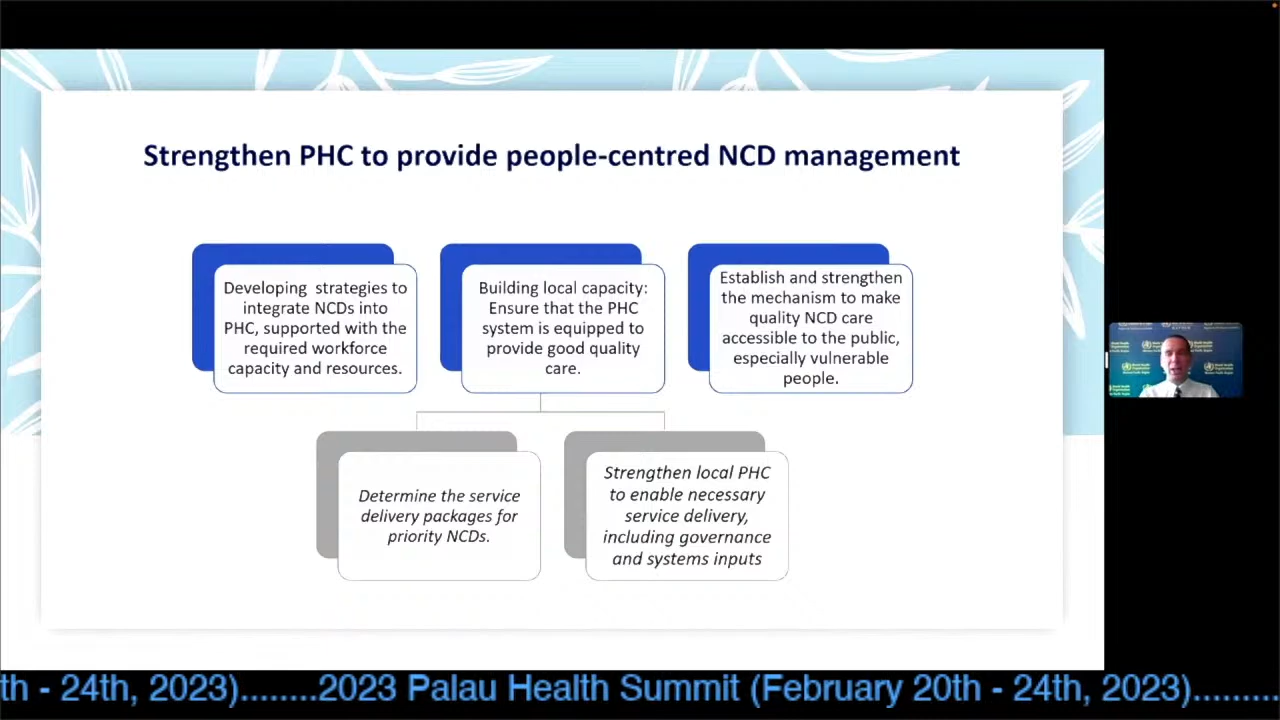 Strengthen PHC to provide people-centred NCD management
Developing strategies to
integrate NCDs into
PHC, supported with the
required workforce
capacity and resources.
Building local capacity:
Ensure that the PHC
system is equipped to
provide good quality
care.
Establish and strengthen
the mechanism to make
quality NCD care
accessible to the public,
especially vulnerable
people.
Determine the service
delivery packages for
priority NCDs.
Strengthen local PHC
to enable necessary
service delivery,
including governance
and systems inputs
World Health
Organization
th - 24th, 2023)........2023 Palau Health Summit (February 20th - 24th, 2023).........